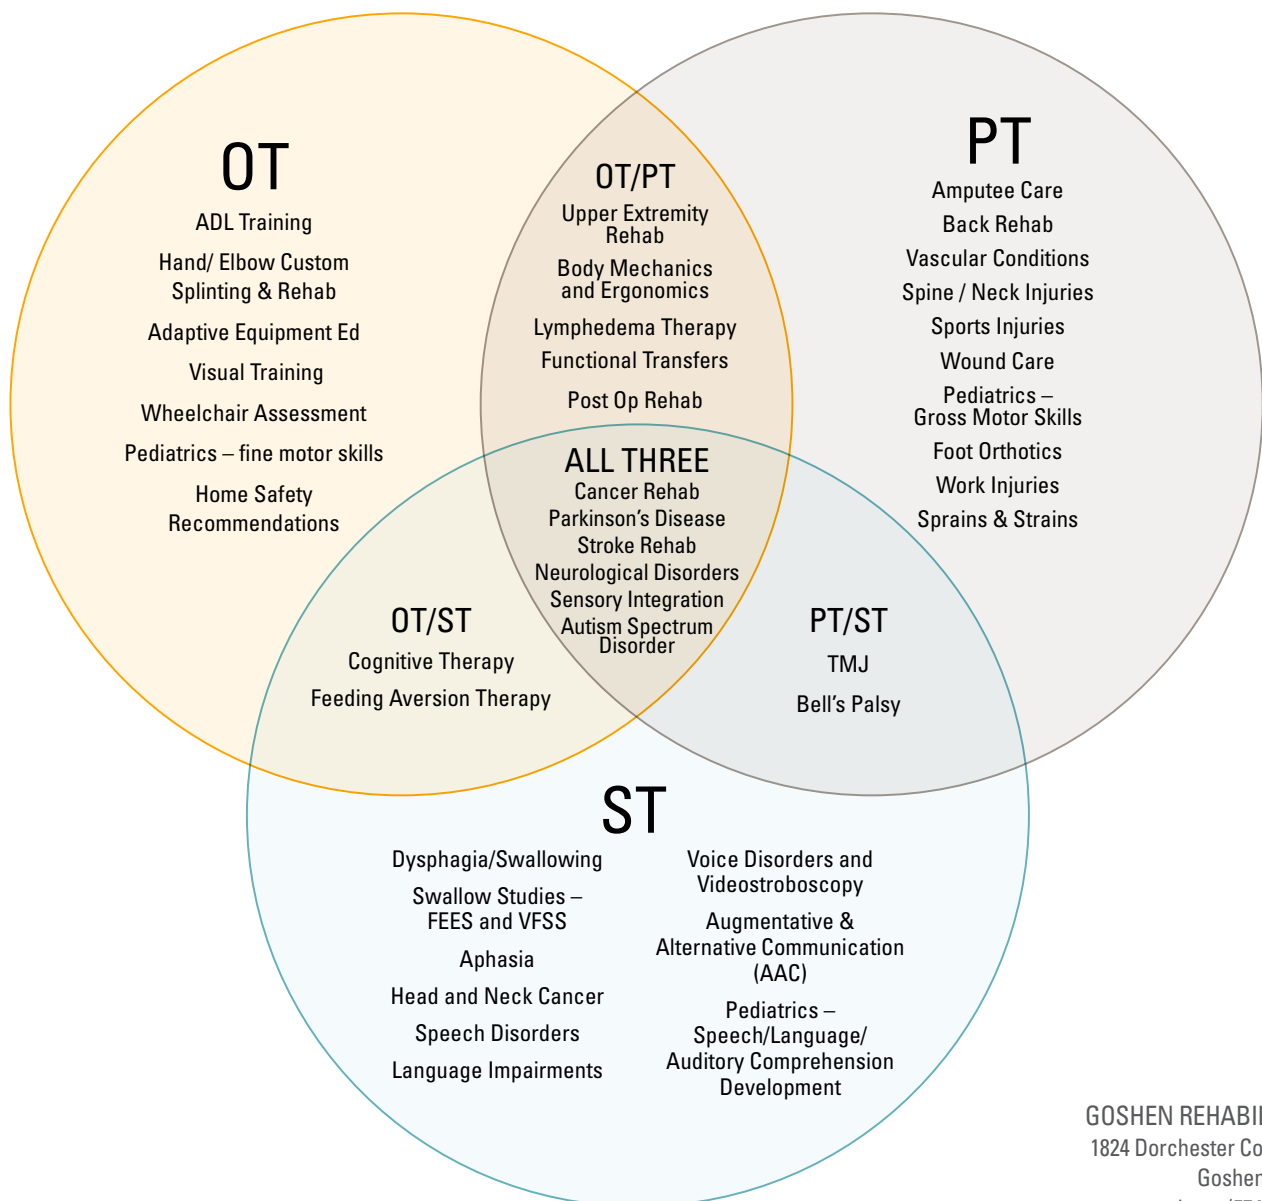 OT
ADL Training
Hand/ Elbow Custom
Splinting & Rehab
Adaptive Equipment Ed
Visual Training
Wheelchair Assessment
Pediatrics – fine motor skills
Home Safety
Recommendations
OT/PT
Upper Extremity
Rehab
Body Mechanics
and Ergonomics
Lymphedema Therapy
Functional Transfers
Post Op Rehab
PT
Amputee Care
Back Rehab
Vascular Conditions
Spine / Neck Injuries
Sports Injuries
Wound Care
Pediatrics –
Gross Motor Skills
Foot Orthotics
Work Injuries
Sprains & Strains
ALL THREE
Cancer Rehab
Parkinson's Disease
Stroke Rehab
Neurological Disorders
Sensory Integration
Autism Spectrum
Disorder
OT/ST
Cognitive Therapy
Feeding Aversion Therapy
PT/ST
TMJ
Bell's Palsy
ST
Dysphagia/Swallowing
Swallow Studies –
FEES and VFSS
Aphasia
Head and Neck Cancer
Speech Disorders
Language Impairments
Voice Disorders and
Videostroboscopy
Augmentative &
Alternative Communication
(AAC)
Pediatrics –
Speech/Language/
Auditory Comprehension
Development
GOSHEN
1824 Dorchester
Goshen